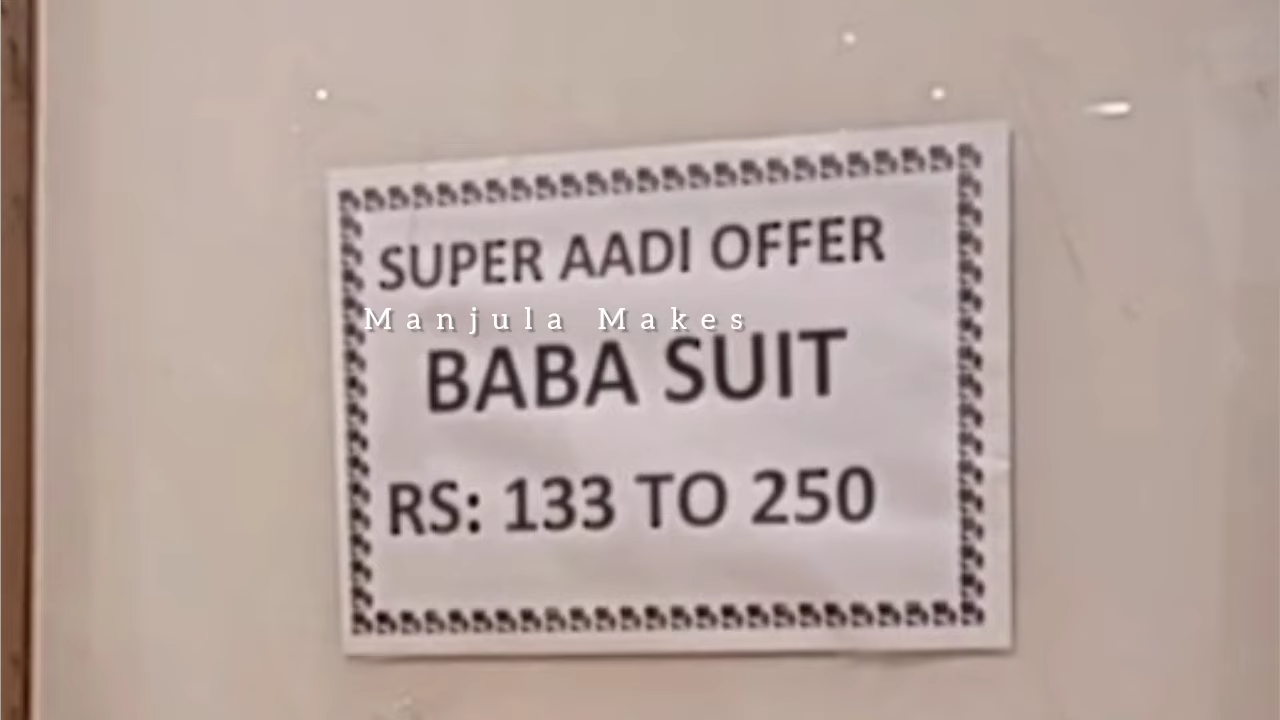 SUPER AADI OFFER
Manjula Makes
BABA SUIT
RS: 133 TO 250